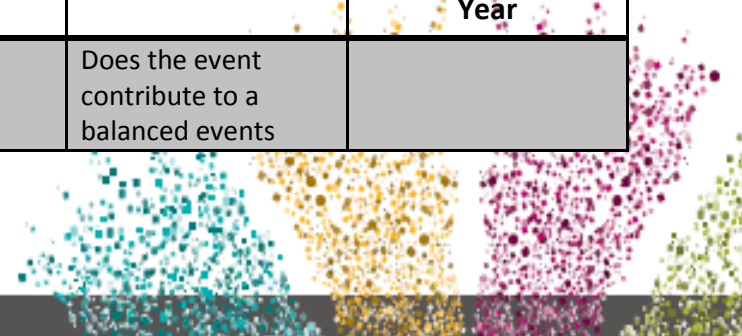 Year
Does the event
contribute to a
balanced events